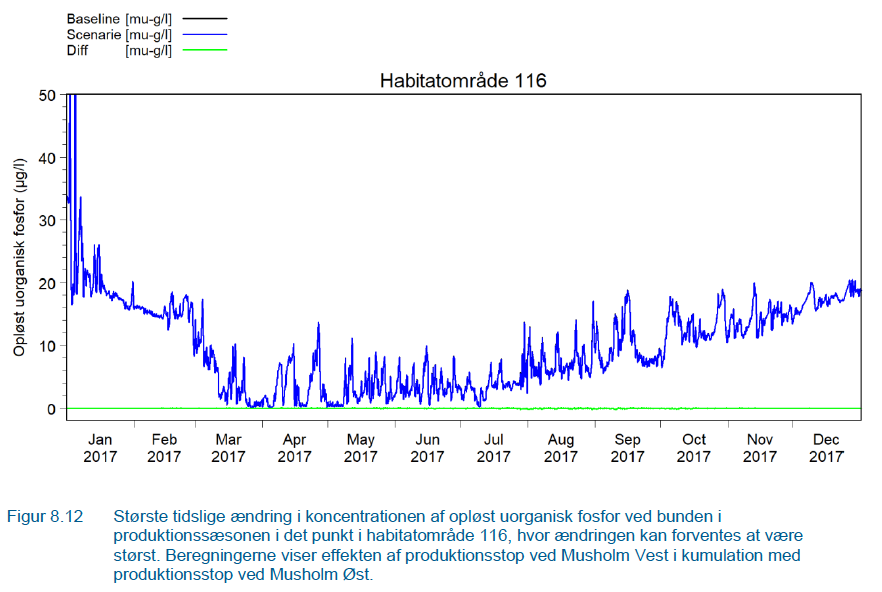 Baseline [mu-g/l]
Scenarie [mu-g/l]
Diff [mu-g/l]
Habitatområde 116
Opløst uorganisk fosfor (µg/l)
50
40
30
20
10
0
Jan Feb Mar Apr May Jun Jul Aug Sep Oct Nov Dec
2017 2017 2017 2017 2017 2017 2017 2017 2017 2017 2017 2017
Figur 8.12 Største tidslige ændring i koncentrationen af opløst uorganisk fosfor ved bunden i
produktionssæsonen i det punkt i habitatområde 116, hvor ændringen kan forventes at være
størst. Beregningerne viser effekten af produktionsstop ved Musholm Vest i kumulation med
produktionsstop ved Musholm Øst.